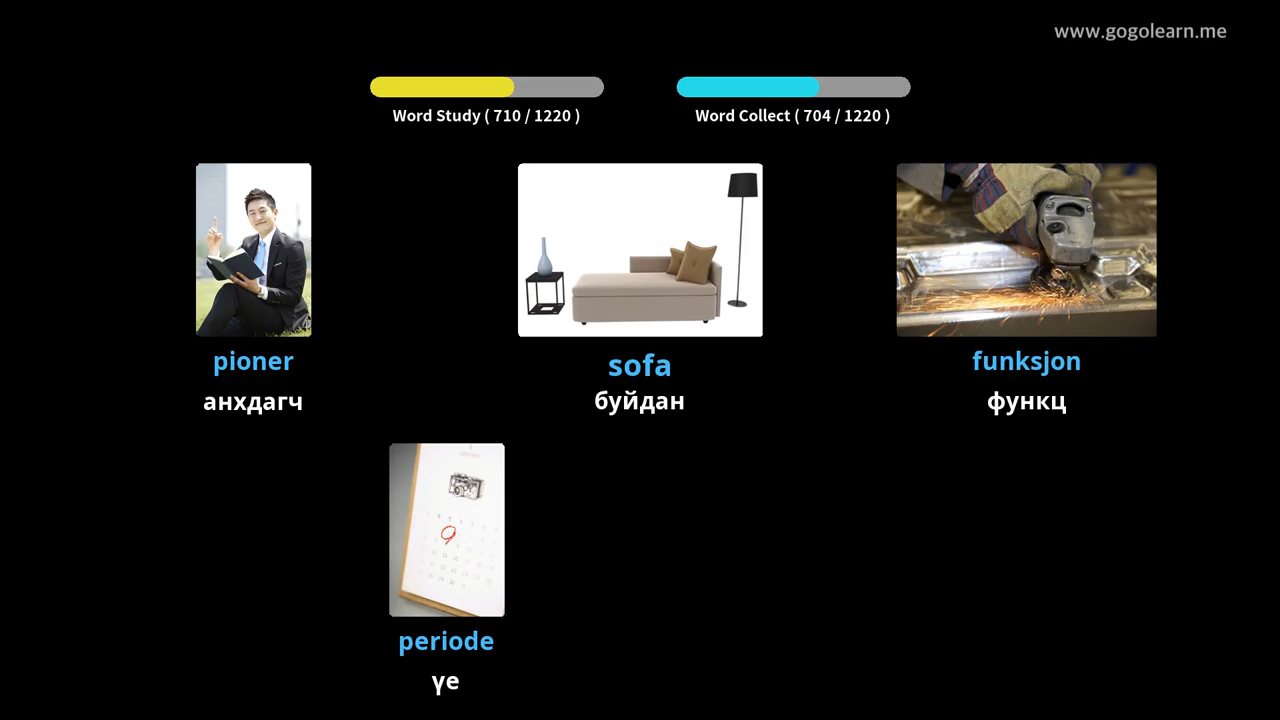 www.gogolearn.me
Word Study ( 710 / 1220 )
Word Collect ( 704 / 1220 )
pioner
анхдагч
sofa
буйдан
funksjon
функц
periode
үе